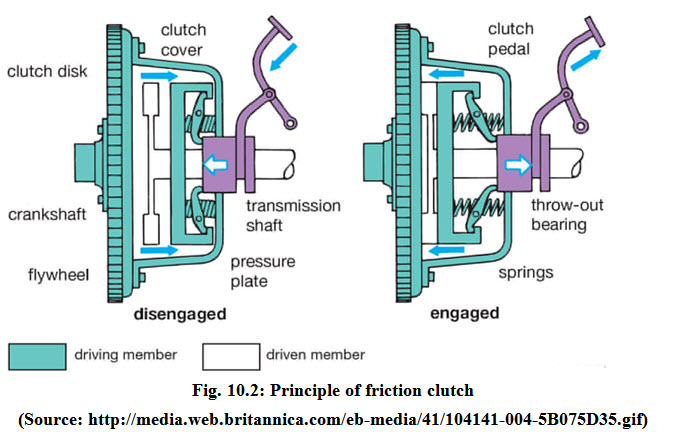 clutch
cover
clutch disk
crankshaft
flywheel
transmission
shaft
pressure
plate
disengaged
clutch
pedal
throw-out
bearing
springs
engaged
driving member
driven member
Fig. 10.2: Principle of friction clutch
(Source: http://media.web.britannica.com/eb-media/41/104141-004-5B075D35.gif)